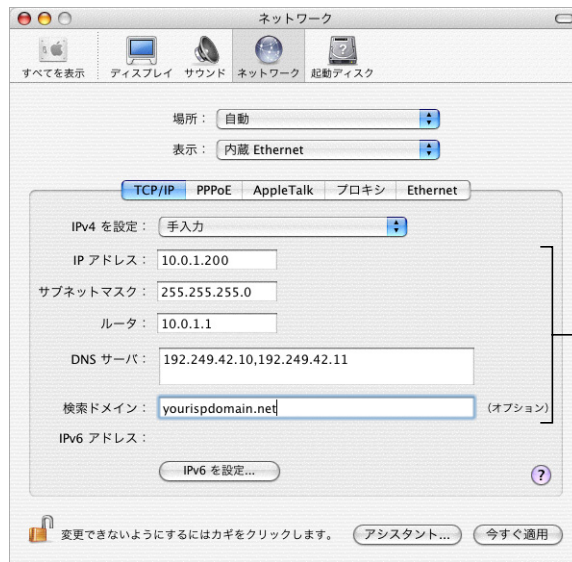 ネットワーク
すべてを表示 ディスプレイ サウンド ネットワーク 起動ディスク
場所： 自動
表示： 内蔵 Ethernet
TCP/IP PPPoE AppleTalk プロキシ Ethernet
IPv4 を設定： 手入力
IP アドレス： 10.0.1.200
サブネットマスク： 255.255.255.0
ルータ： 10.0.1.1
DNS サーバ： 192.249.42.10,192.249.42.11
検索ドメイン： yourispdomain.net (オプション)
IPv6 アドレス：
IPv6 を設定... ?
変更できないようにするにはカギをクリックします。 アシスタント... 今すぐ適用